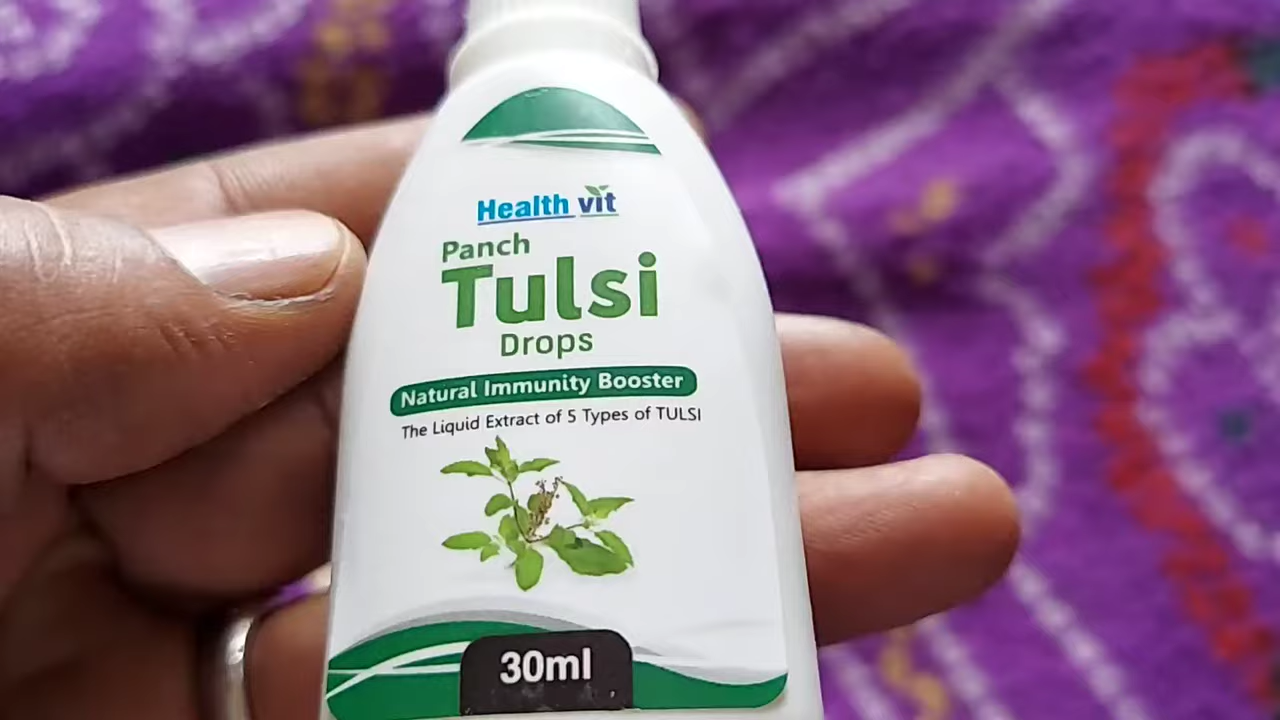 Health vit
Panch
Tulsi
Drops
Natural Immunity Booster
The Liquid Extract of 5 Types of TULSI
30ml